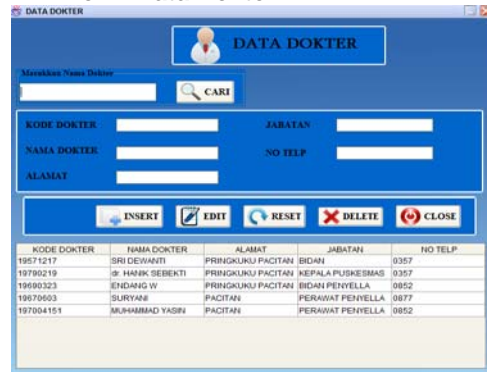 DATA DOKTER
DATA DOKTER
Masukkan Nama Dokter
CARI
KODE DOKTER JABATAN
NAMA DOKTER NO TELP
ALAMAT
INSERT EDIT RESET DELETE CLOSE
KODE DOKTER NAMA DOKTER ALAMAT JABATAN NO TELP
19571217 SRI DEWANTI PRINGKUKU PACITAN BIDAN 0357
19790219 dr. HANIK SEBEKTI PRINGKUKU PACITAN KEPALA PUSKESMAS 0357
19690323 ENDANG W PRINGKUKU PACITAN BIDAN PENYELLA 0852
19670603 SURYANI PACITAN PERAWAT PENYELLA 0877
197004151 MUHAMMAD YASIN PACITAN PERAWAT PENYELLA 0852